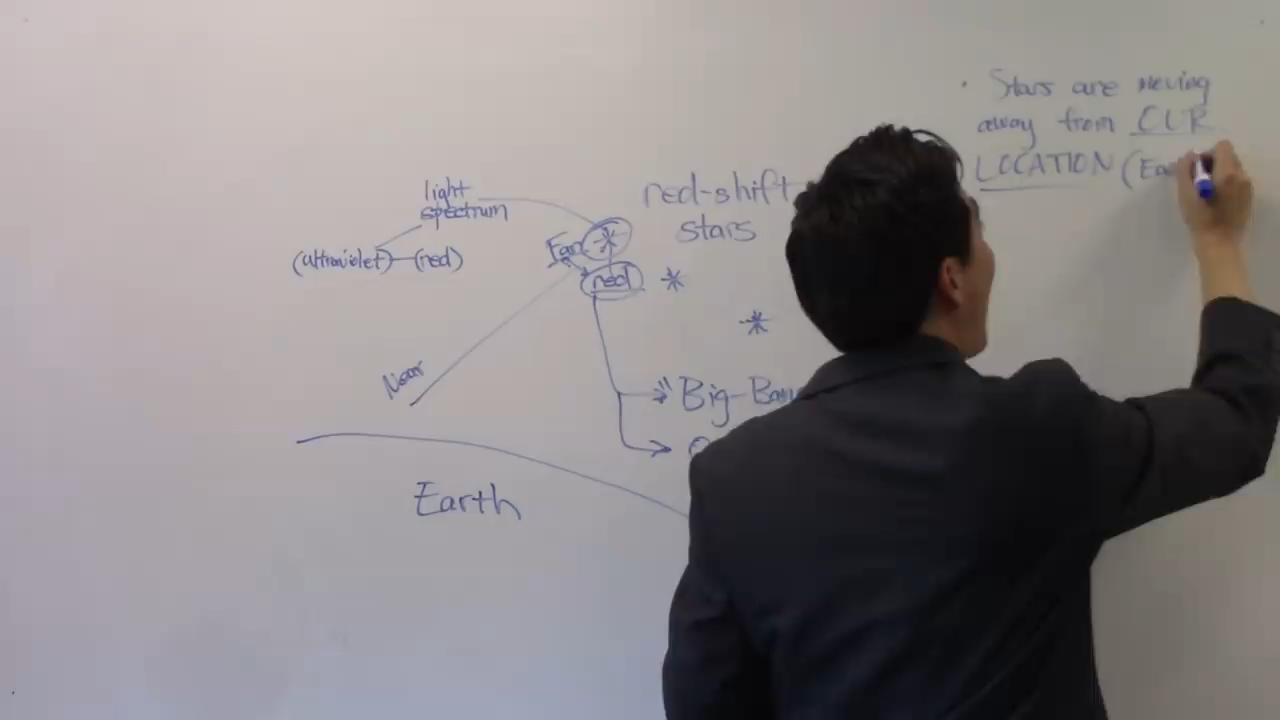 • Stars are moving
away from OUR
LOCATION (Ea
light
spectrum
(ultraviolet) (red)
red-shift
stars
Far
red
Near
"Big-Ban
Earth